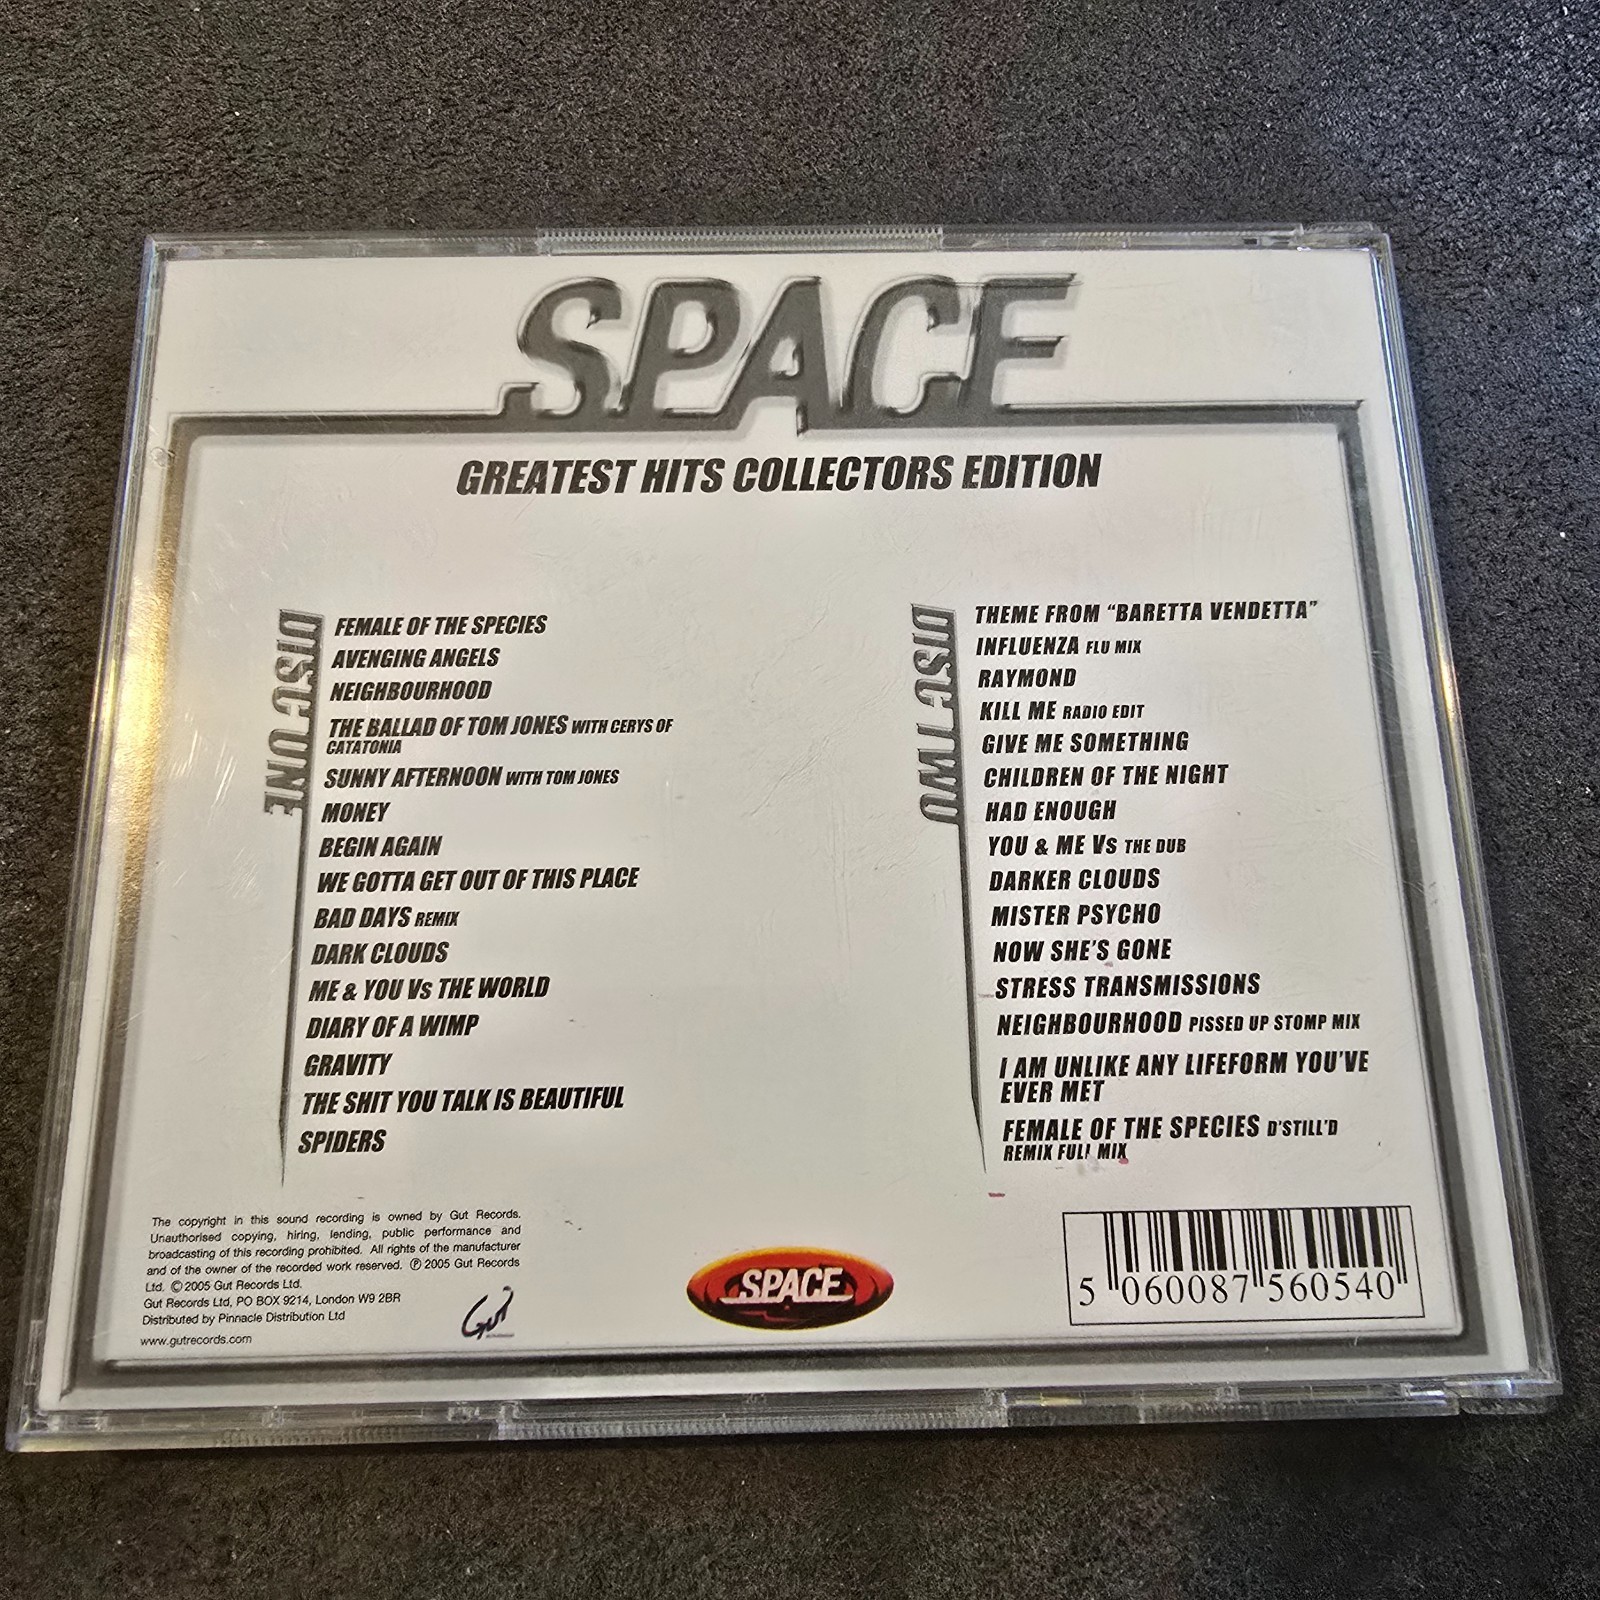 SPACE
GREATEST HITS COLLECTORS EDITION
DISC ONE
FEMALE OF THE SPECIES
AVENGING ANGELS
NEIGHBOURHOOD
THE BALLAD OF TOM JONES WITH CERYS OF
CATATONIA
SUNNY AFTERNOON WITH TOM JONES
MONEY
BEGIN AGAIN
WE GOTTA GET OUT OF THIS PLACE
BAD DAYS REMIX
DARK CLOUDS
ME & YOU Vs THE WORLD
DIARY OF A WIMP
GRAVITY
THE SHIT YOU TALK IS BEAUTIFUL
SPIDERS
DISC TWO
THEME FROM “BARETTA VENDETTA”
INFLUENZA FLU MIX
RAYMOND
KILL ME RADIO EDIT
GIVE ME SOMETHING
CHILDREN OF THE NIGHT
HAD ENOUGH
YOU & ME Vs THE DUB
DARKER CLOUDS
MISTER PSYCHO
NOW SHE'S GONE
STRESS TRANSMISSIONS
NEIGHBOURHOOD PISSED UP STOMP MIX
I AM UNLIKE ANY LIFEFORM YOU'VE
EVER MET
FEMALE OF THE SPECIES D'STILL'D
REMIX FULL MIX
The copyright in this sound recording is owned by Gut Records.
Unauthorised copying, hiring, lending, public performance and
broadcasting of this recording prohibited. All rights of the manufacturer
and of the owner of the recorded work reserved. ℗ 2005 Gut Records
Ltd. © 2005 Gut Records Ltd.
Gut Records Ltd, PO BOX 9214, London W9 2BR
Distributed by Pinnacle Distribution Ltd
www.gutrecords.com
Gut
SPACE
5 060087 560540